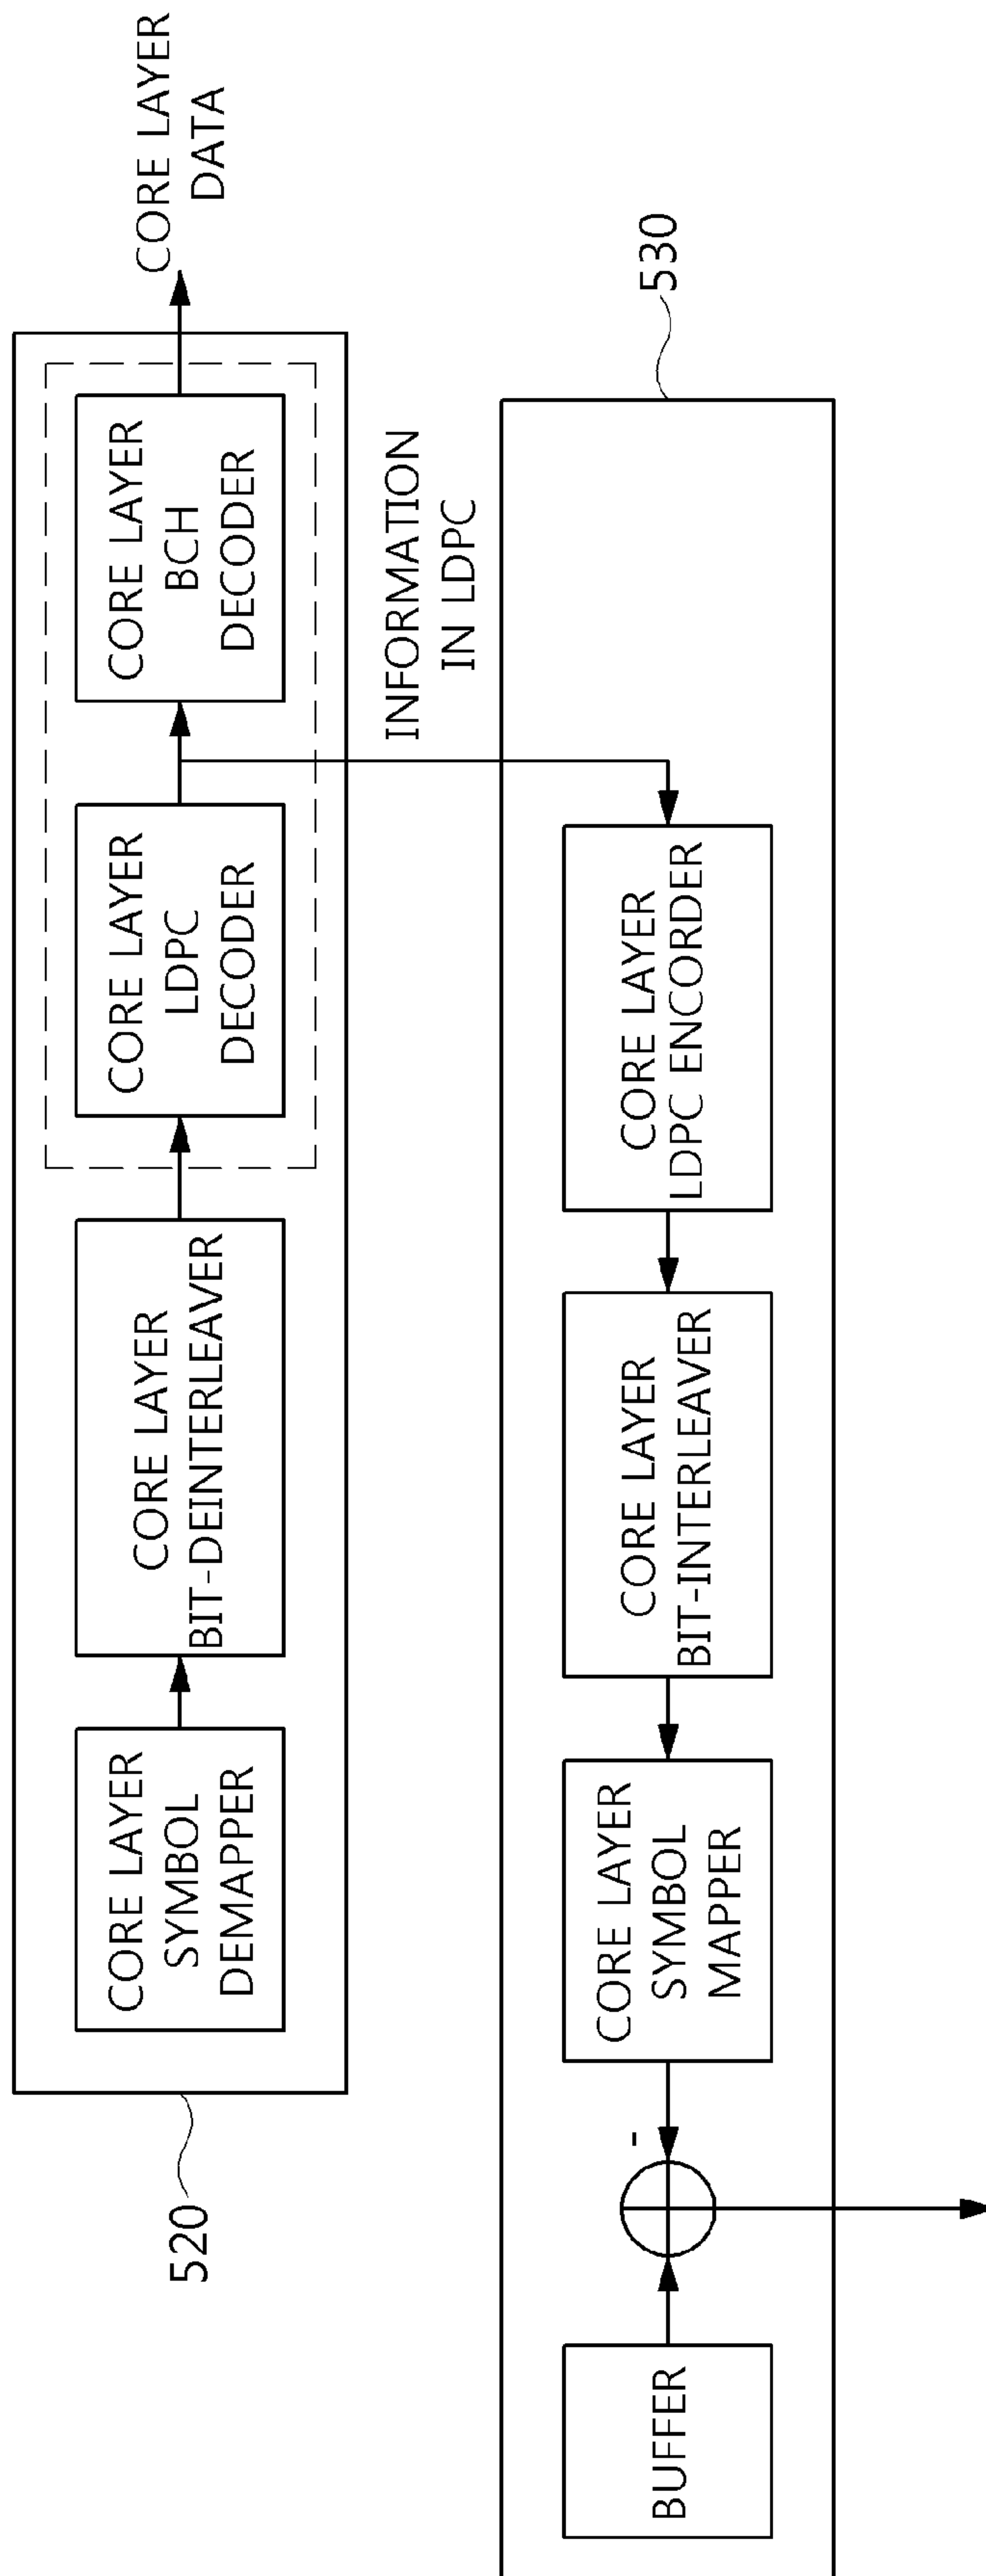 520
CORE LAYER
SYMBOL
DEMAPPER
CORE LAYER
BIT-DEINTERLEAVER
CORE LAYER
LDPC
DECODER
CORE LAYER
BCH
DECODER
CORE LAYER
DATA
INFORMATION
IN LDPC
530
BUFFER
-
CORE LAYER
SYMBOL
MAPPER
CORE LAYER
BIT-INTERLEAVER
CORE LAYER
LDPC ENCORDER